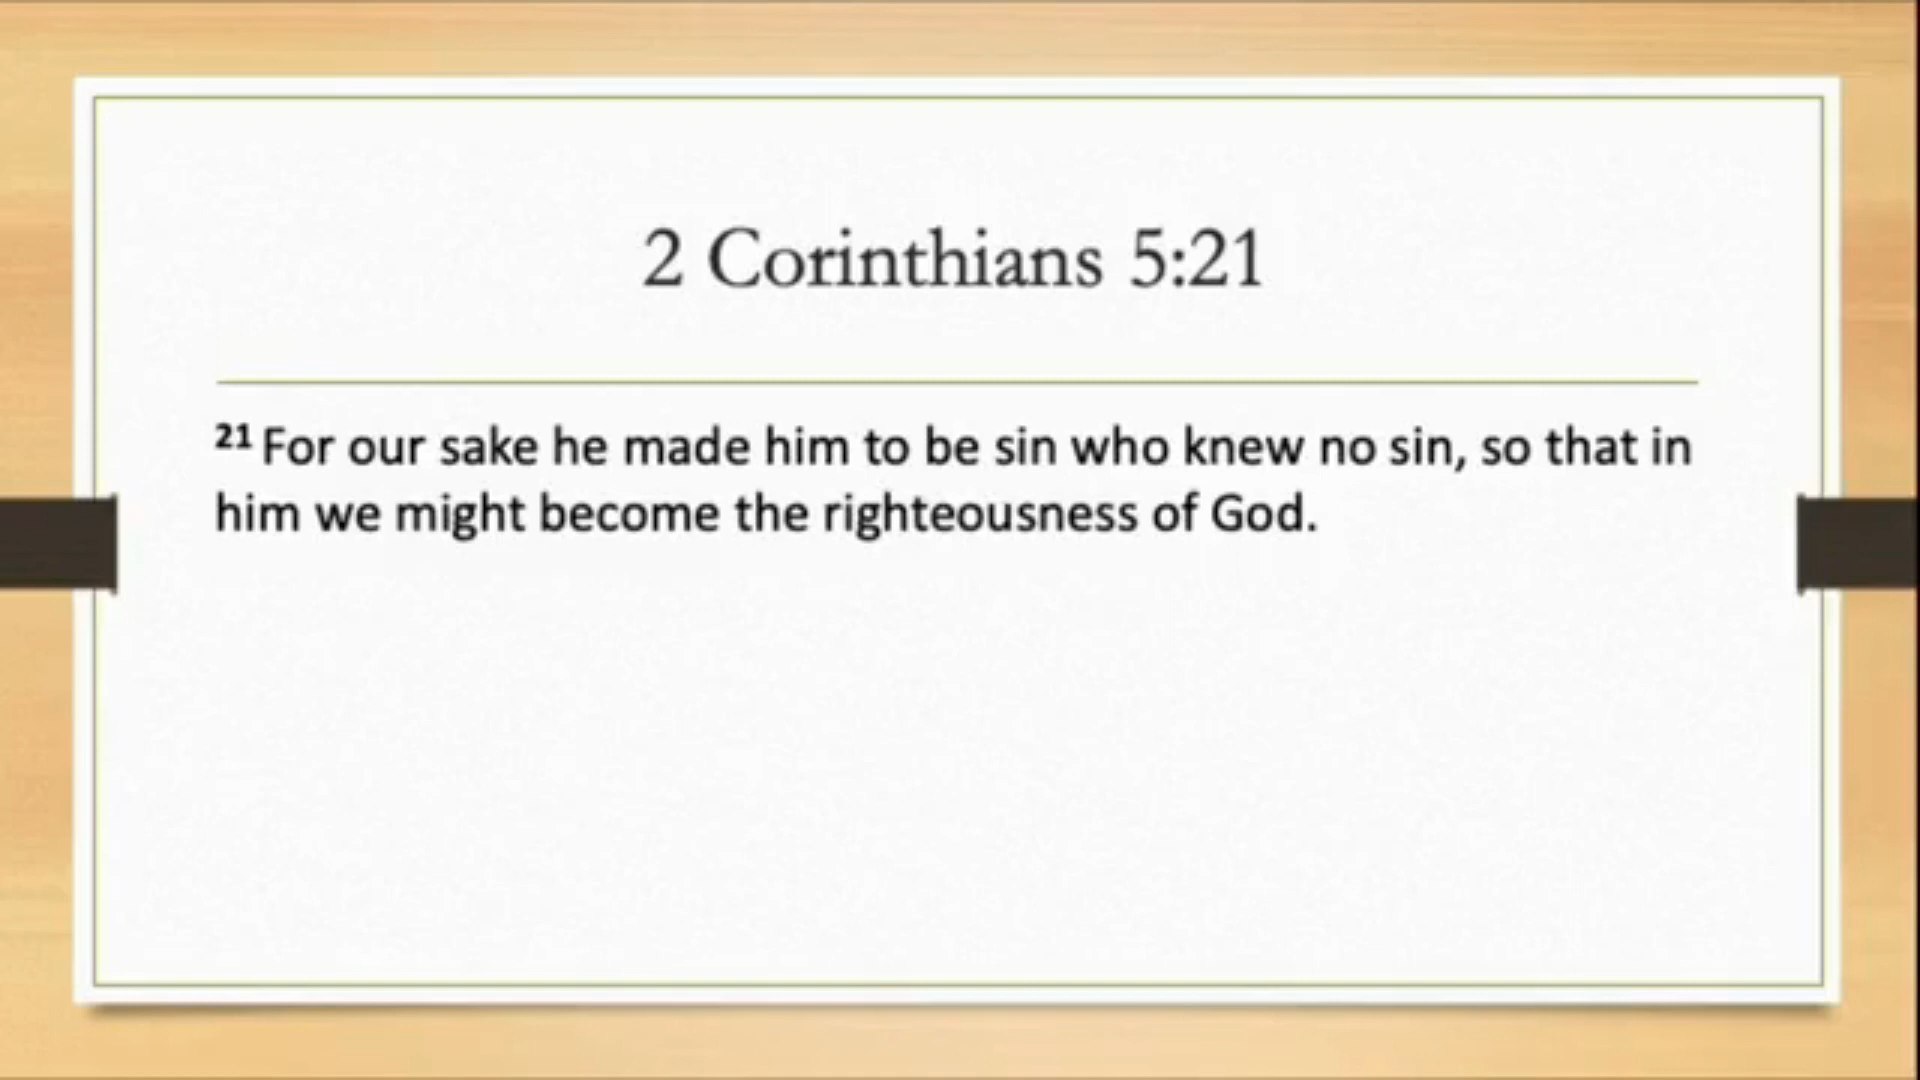 2 Corinthians 5:21
21 For our sake he made him to be sin who knew no sin, so that in
him we might become the righteousness of God.